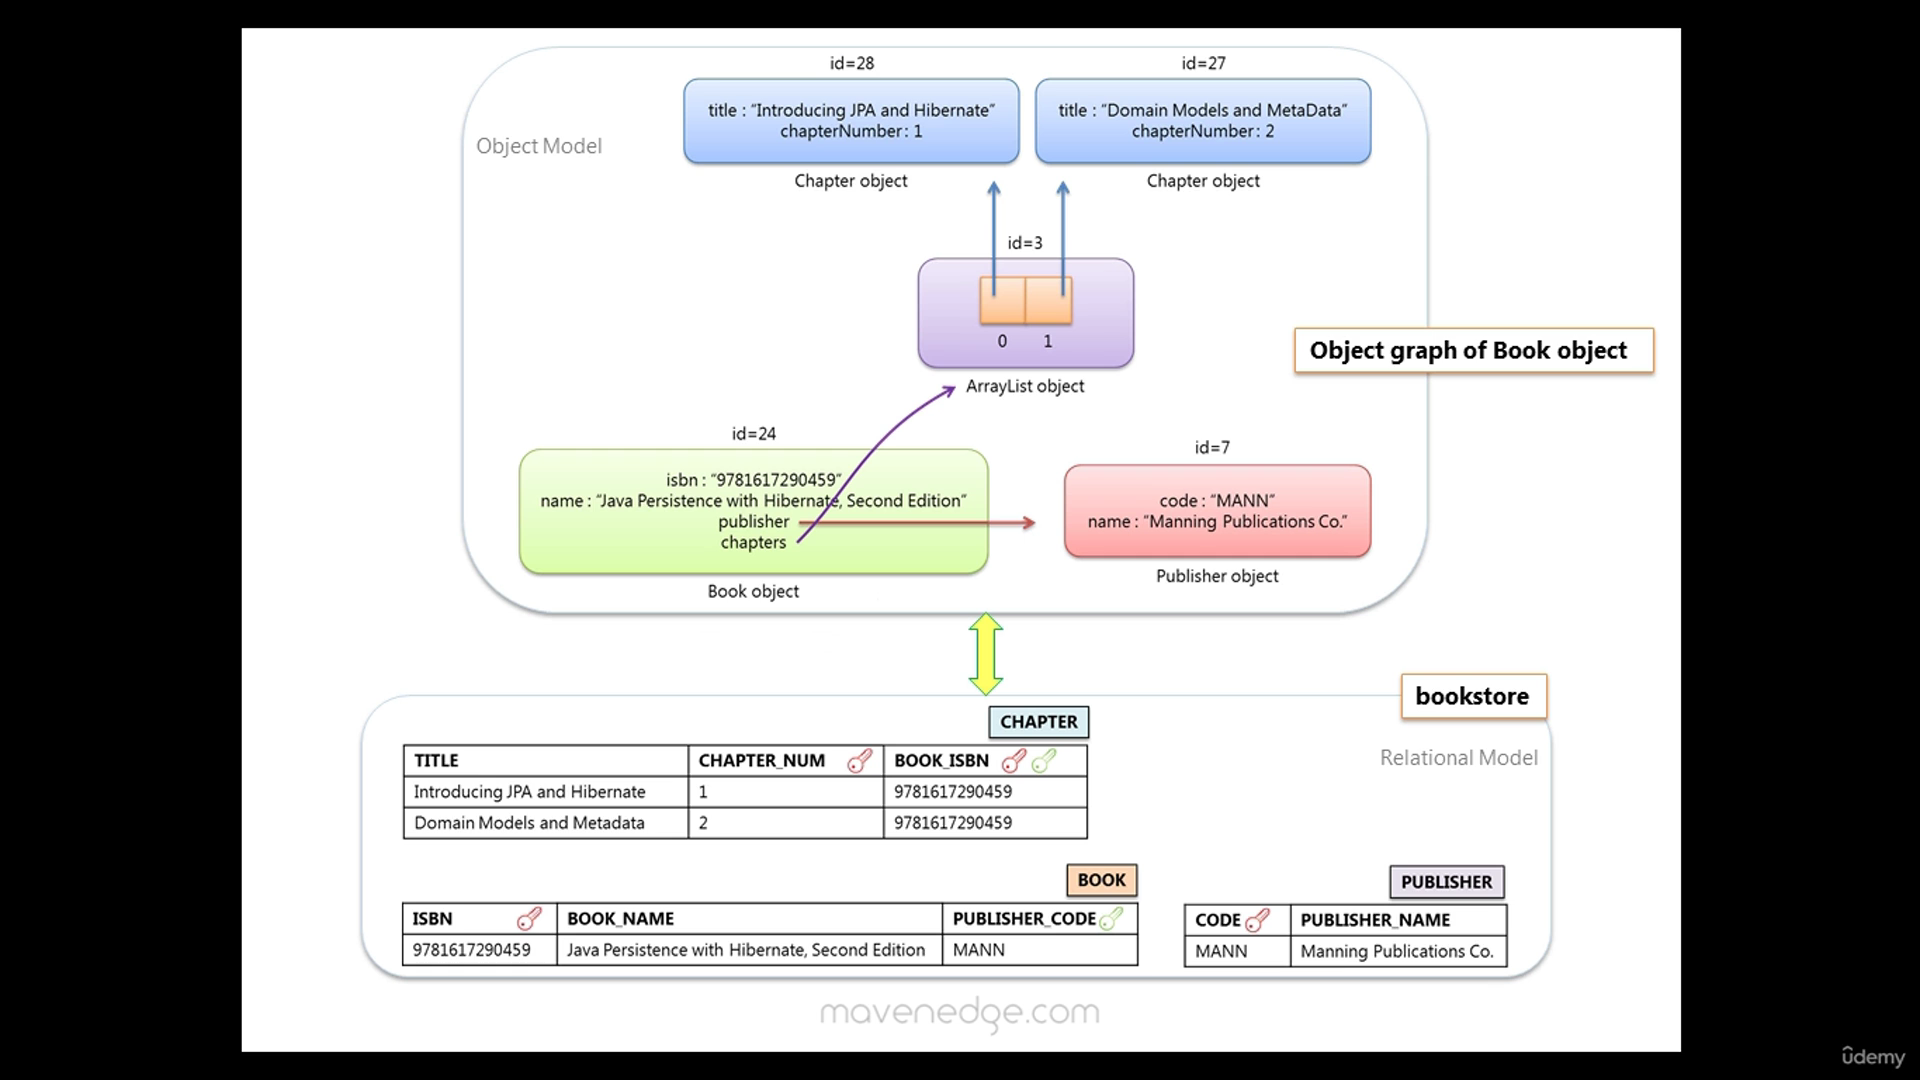 id=28
id=27
title : “Introducing JPA and Hibernate”
chapterNumber : 1
title : “Domain Models and MetaData”
chapterNumber : 2
Object Model
Chapter object
Chapter object
id=3
0 1
ArrayList object
Object graph of Book object
id=24
isbn : “9781617290459”
name : “Java Persistence with Hibernate, Second Edition”
publisher
chapters
Book object
id=7
code : “MANN”
name : “Manning Publications Co.”
Publisher object
bookstore
Relational Model
CHAPTER
TITLE CHAPTER_NUM BOOK_ISBN
Introducing JPA and Hibernate 1 9781617290459
Domain Models and Metadata 2 9781617290459
BOOK
ISBN BOOK_NAME PUBLISHER_CODE
9781617290459 Java Persistence with Hibernate, Second Edition MANN
PUBLISHER
CODE PUBLISHER_NAME
MANN Manning Publications Co.
mavenedge.com
ûdemy